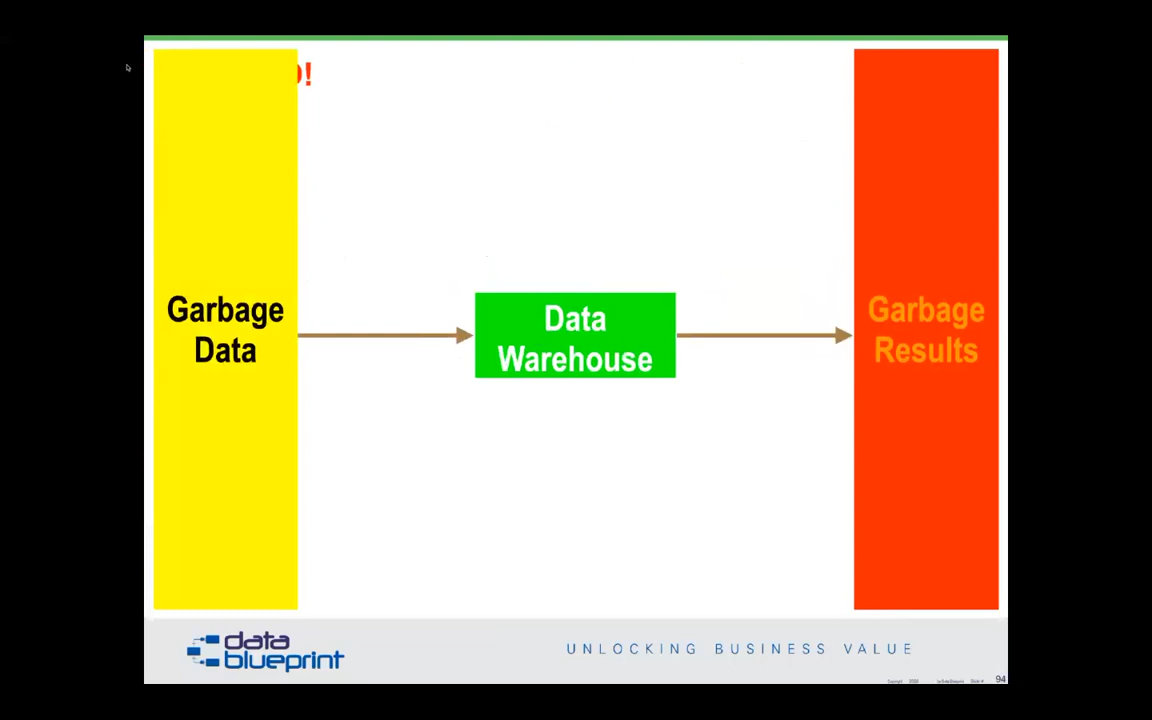 !
Garbage
Data
Data
Warehouse
Garbage
Results
data
blueprint
UNLOCKING BUSINESS VALUE
94